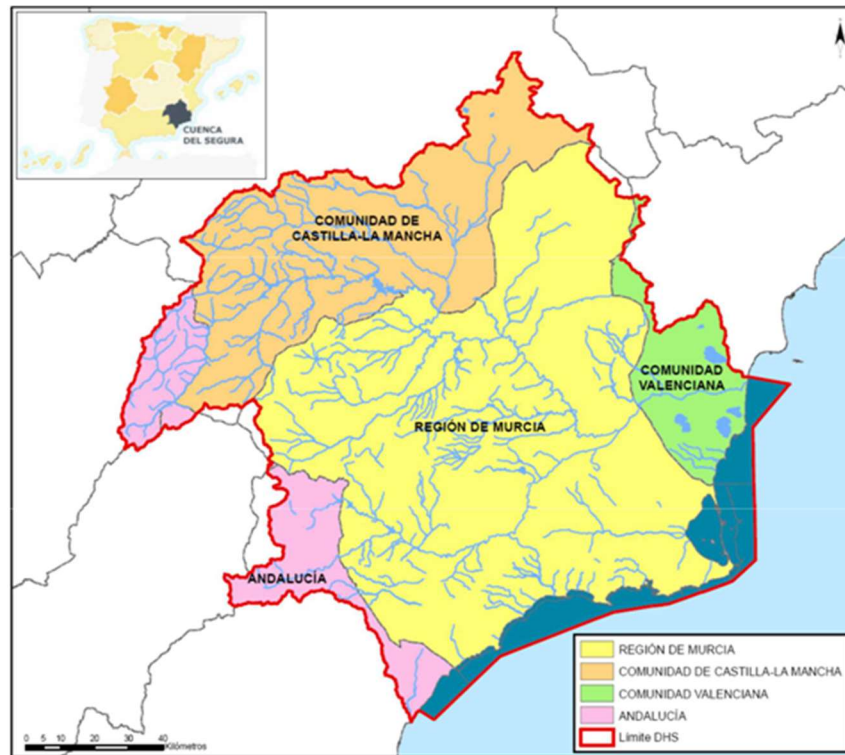 CUENCA
DEL SEGURA
COMUNIDAD DE
CASTILLA-LA MANCHA
COMUNIDAD
VALENCIANA
REGIÓN DE MURCIA
ANDALUCÍA
REGIÓN DE MURCIA
COMUNIDAD DE CASTILLA-LA MANCHA
COMUNIDAD VALENCIANA
ANDALUCÍA
Límite DHS
0 5 10 20 30 40 Kilómetros